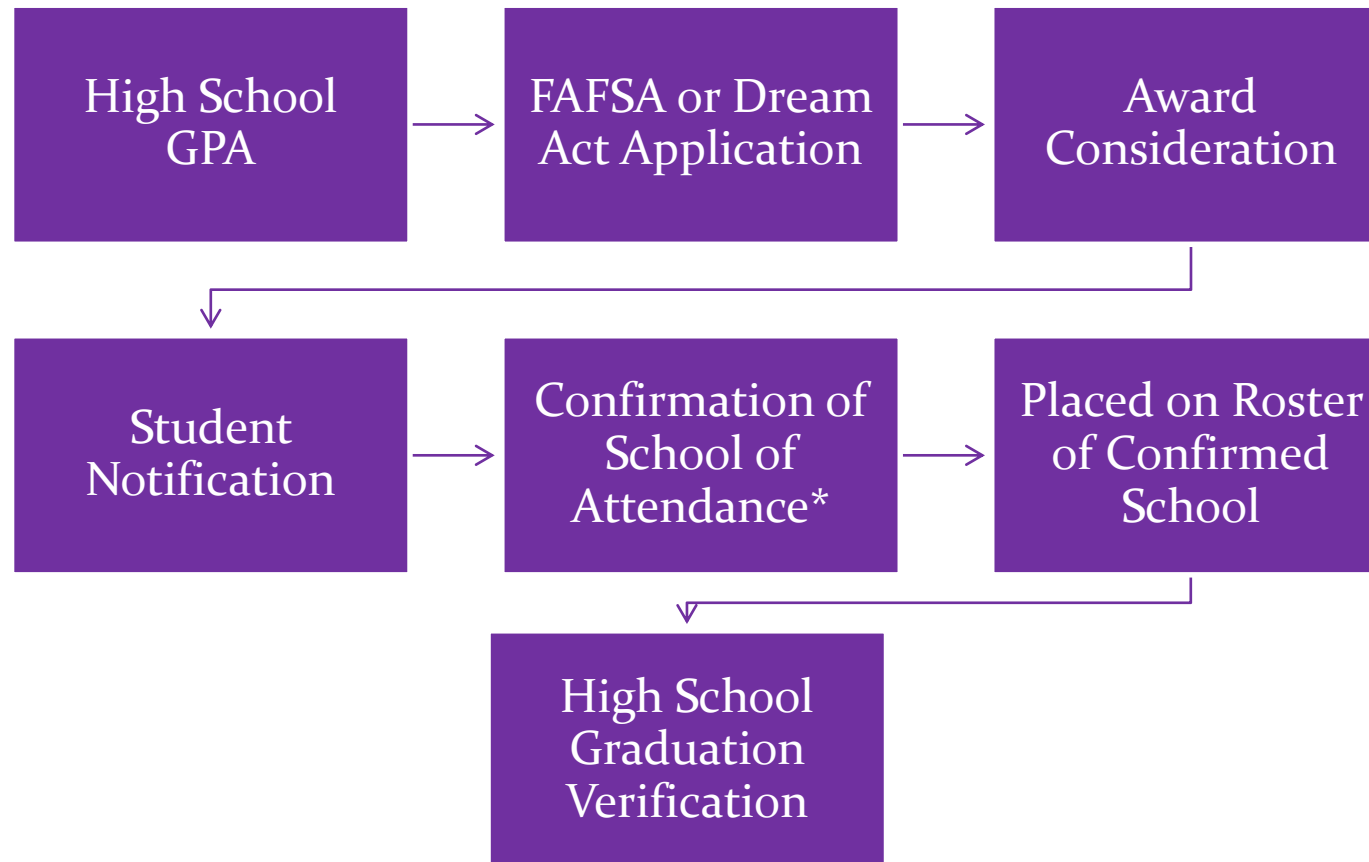 High School
GPA
FAFSA or Dream
Act Application
Award
Consideration
Student
Notification
Confirmation of
School of
Attendance*
Placed on Roster
of Confirmed
School
High School
Graduation
Verification